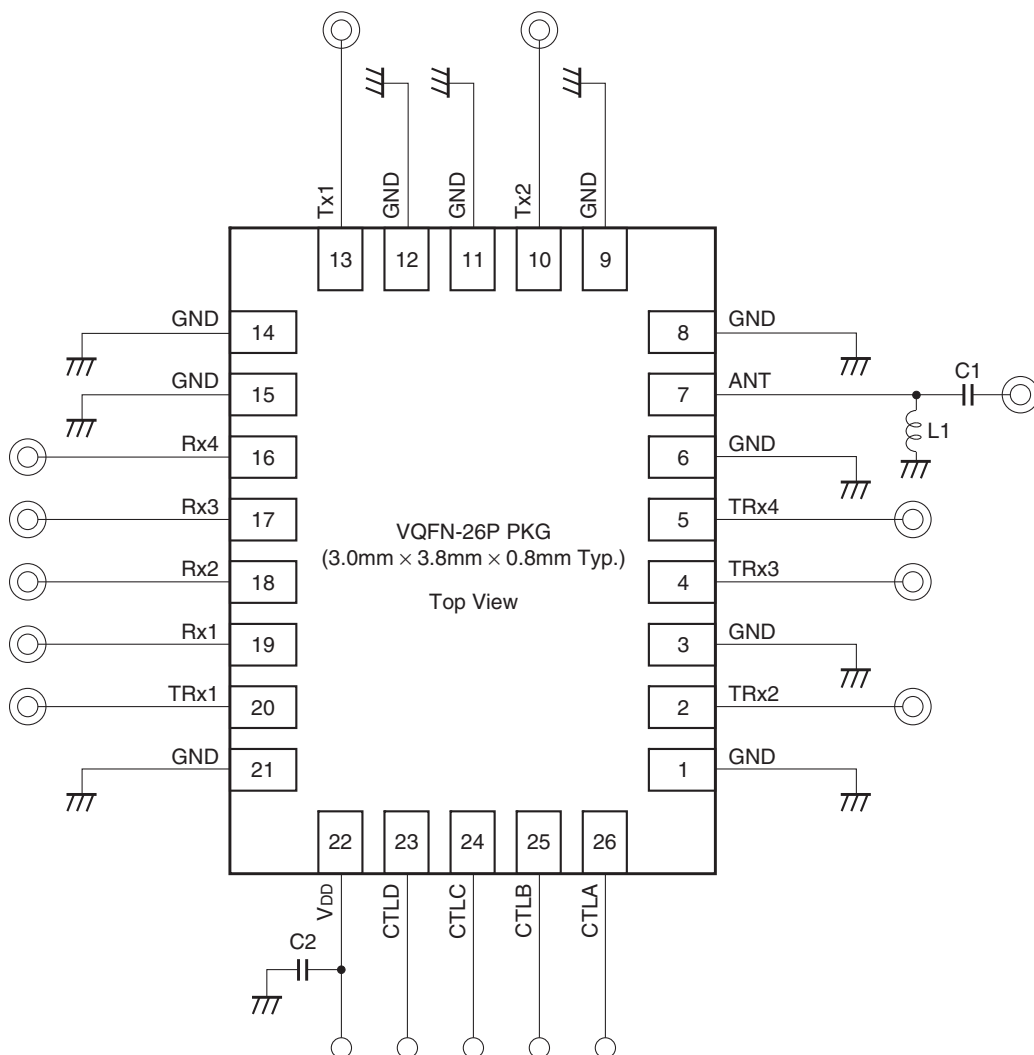 Tx1
GND
GND
Tx2
GND
13
12
11
10
9
GND
14
8
GND
C1
GND
15
7
ANT
L1
Rx4
16
6
GND
Rx3
17
5
TRx4
VQFN-26P PKG
(3.0mm × 3.8mm × 0.8mm Typ.)
Top View
Rx2
18
4
TRx3
Rx1
19
3
GND
TRx1
20
2
TRx2
GND
21
1
GND
22
23
24
25
26
VDD
CTLD
CTLC
CTLB
CTLA
C2